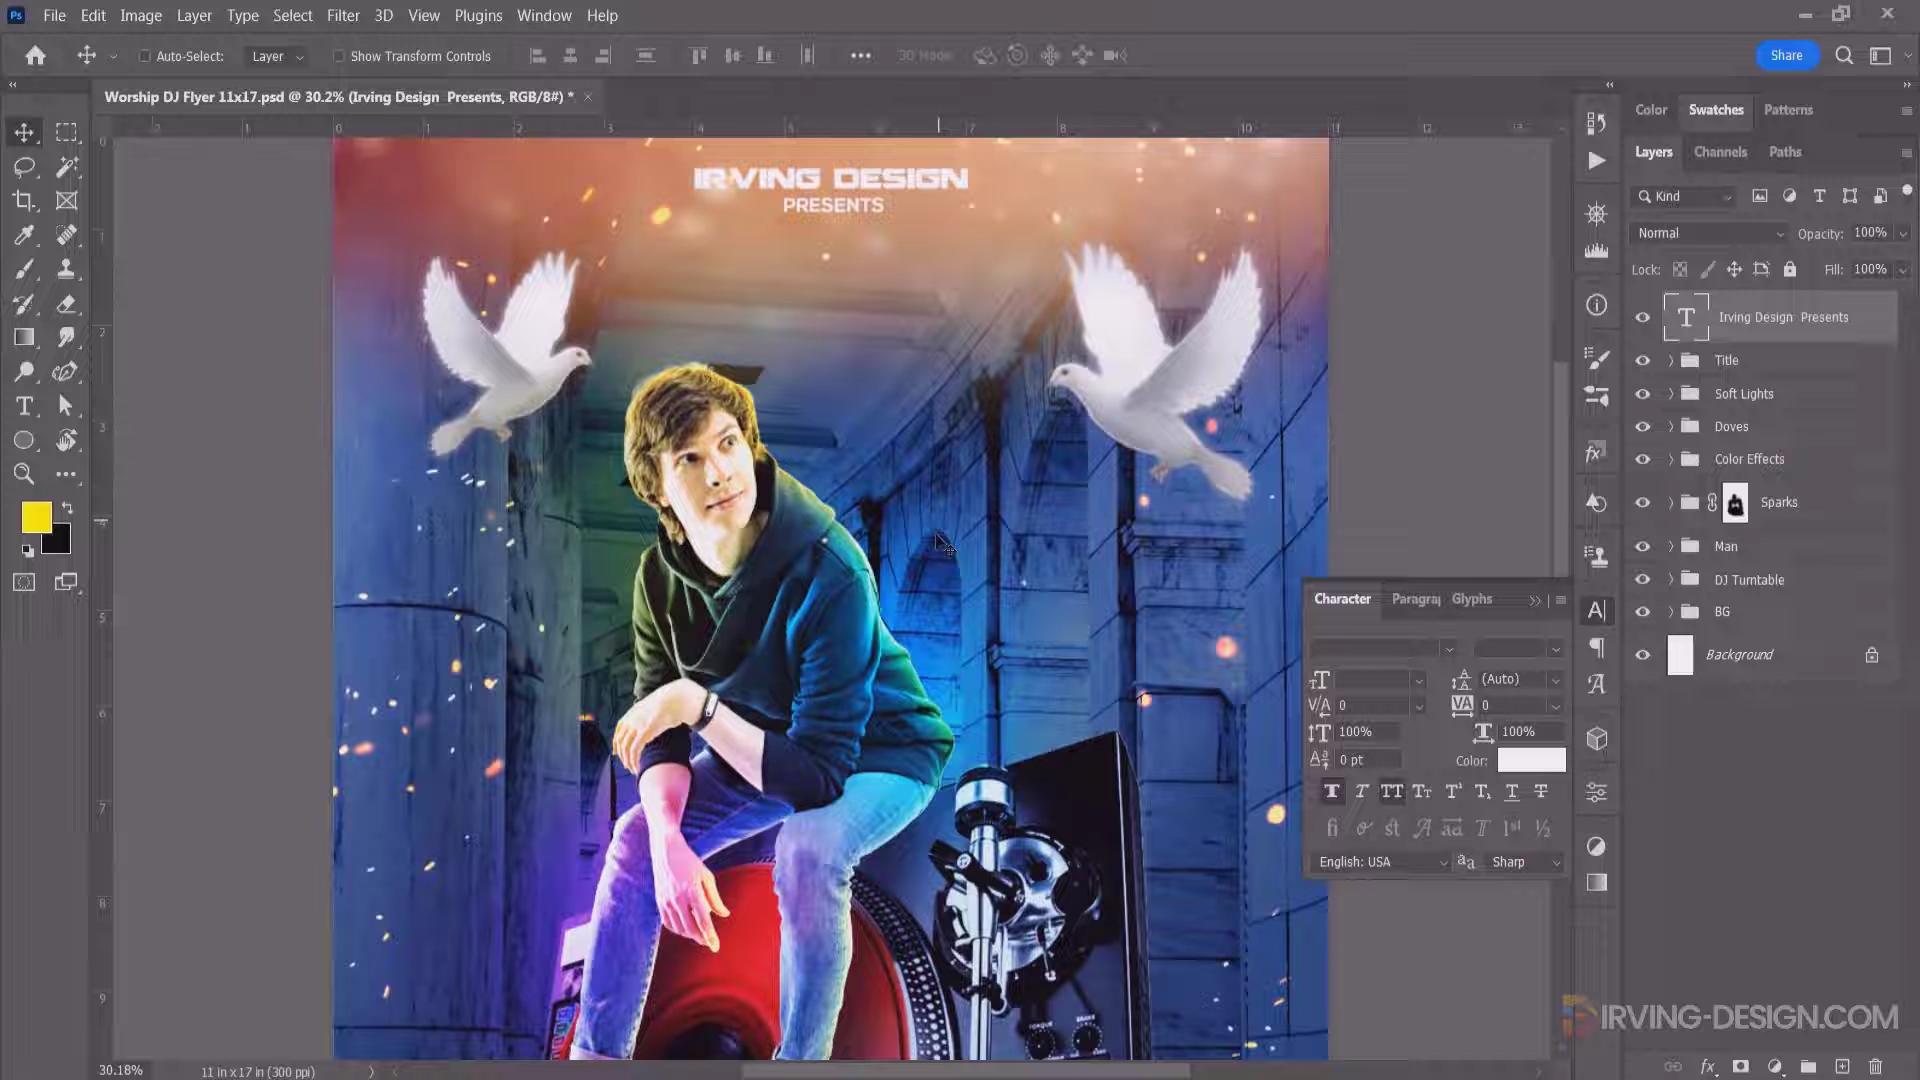 File Edit Image Layer Type Select Filter 3D View Plugins Window Help
Auto-Select: Layer Show Transform Controls 3D Mode Share
Worship DJ Flyer 11x17.psd @ 30.2% (Irving Design Presents, RGB/8#) *
Color Swatches Patterns
Layers Channels Paths
Kind
Normal Opacity: 100%
Lock: Fill: 100%
Irving Design Presents
Title
Soft Lights
Doves
Color Effects
Sparks
Man
DJ Turntable
BG
Background
IRVING DESIGN
PRESENTS
Character Paragra Glyphs
(Auto)
0 0
100% 100%
0 pt Color:
English: USA Sharp
IRVING-DESIGN.COM
30.18% 11 in x 17 in (300 ppi)